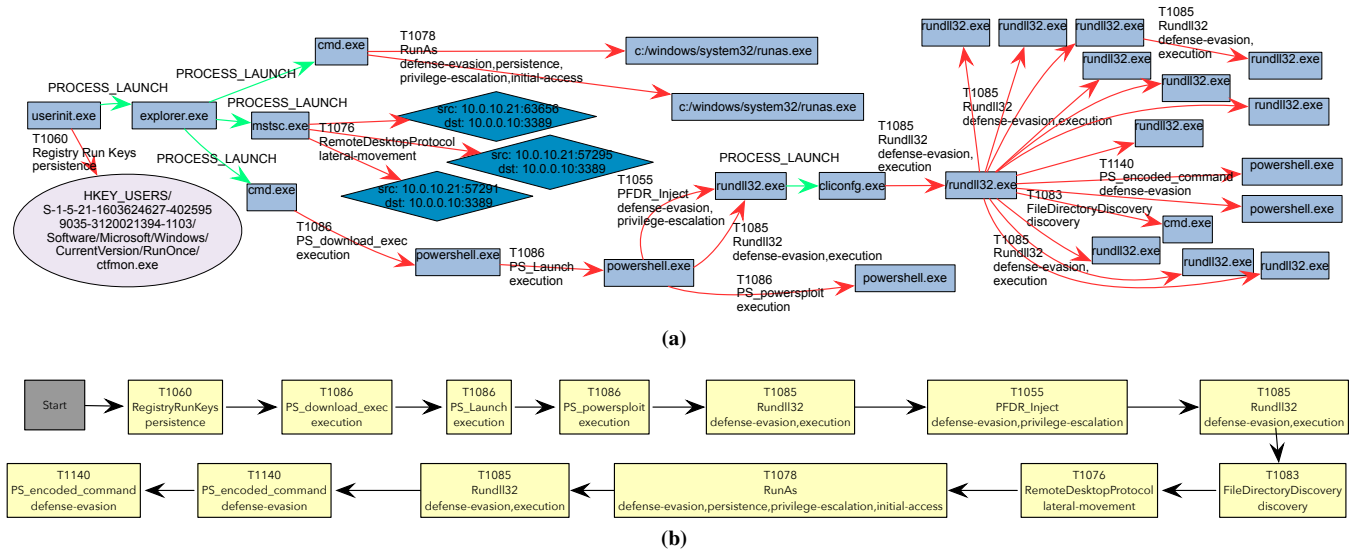 userinit.exe
PROCESS_LAUNCH
explorer.exe
T1060
Registry Run Keys
persistence
HKEY_USERS/
S-1-5-21-1603624627-402595
9035-3120021394-1103/
Software/Microsoft/Windows/
CurrentVersion/RunOnce/
ctfmon.exe
PROCESS_LAUNCH
cmd.exe
T1078
RunAs
defense-evasion,persistence,
privilege-escalation,initial-access
c:/windows/system32/runas.exe
c:/windows/system32/runas.exe
PROCESS_LAUNCH
mstsc.exe
T1076
RemoteDesktopProtocol
lateral-movement
src: 10.0.10.21:63656
dst: 10.0.0.10:3389
src: 10.0.10.21:57295
dst: 10.0.0.10:3389
src: 10.0.10.21:57291
dst: 10.0.0.10:3389
PROCESS_LAUNCH
cmd.exe
T1086
PS_download_exec
execution
powershell.exe
T1086
PS_Launch
execution
powershell.exe
T1055
PFDR_Inject
defense-evasion,
privilege-escalation
T1085
Rundll32
defense-evasion,execution
T1086
PS_powersploit
execution
powershell.exe
rundll32.exe
PROCESS_LAUNCH
cliconfg.exe
T1085
Rundll32
defense-evasion,
execution
/rundll32.exe
rundll32.exe
rundll32.exe
rundll32.exe
T1085
Rundll32
defense-evasion,
execution
rundll32.exe
rundll32.exe
rundll32.exe
rundll32.exe
T1085
Rundll32
defense-evasion,execution
rundll32.exe
T1140
PS_encoded_command
defense-evasion
powershell.exe
powershell.exe
T1083
FileDirectoryDiscovery
discovery
cmd.exe
T1085
Rundll32
defense-evasion,
execution
rundll32.exe
rundll32.exe
rundll32.exe
(a)
Start
T1060
RegistryRunKeys
persistence
T1086
PS_download_exec
execution
T1086
PS_Launch
execution
T1086
PS_powersploit
execution
T1085
Rundll32
defense-evasion,execution
T1055
PFDR_Inject
defense-evasion,privilege-escalation
T1085
Rundll32
defense-evasion,execution
T1083
FileDirectoryDiscovery
discovery
T1076
RemoteDesktopProtocol
lateral-movement
T1078
RunAs
defense-evasion,persistence,privilege-escalation,initial-access
T1085
Rundll32
defense-evasion,execution
T1140
PS_encoded_command
defense-evasion
T1140
PS_encoded_command
defense-evasion
(b)